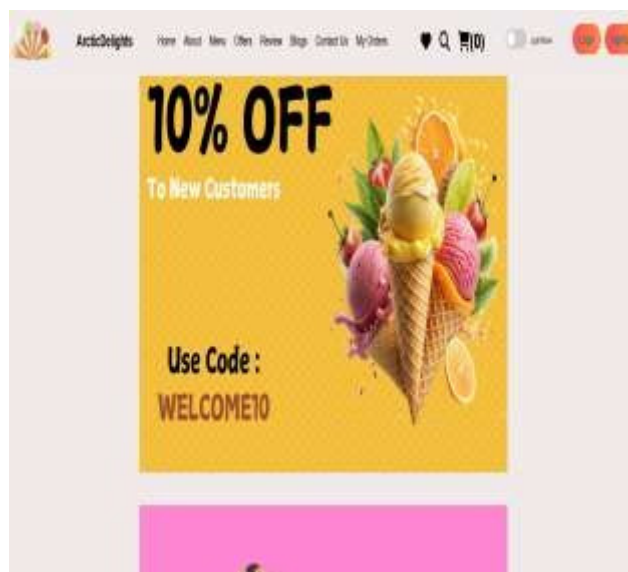 ArcticDelights Home About Menu Offers Review Blogs Contact Us My Orders (0)
10% OFF
To New Customers
Use Code :
WELCOME10